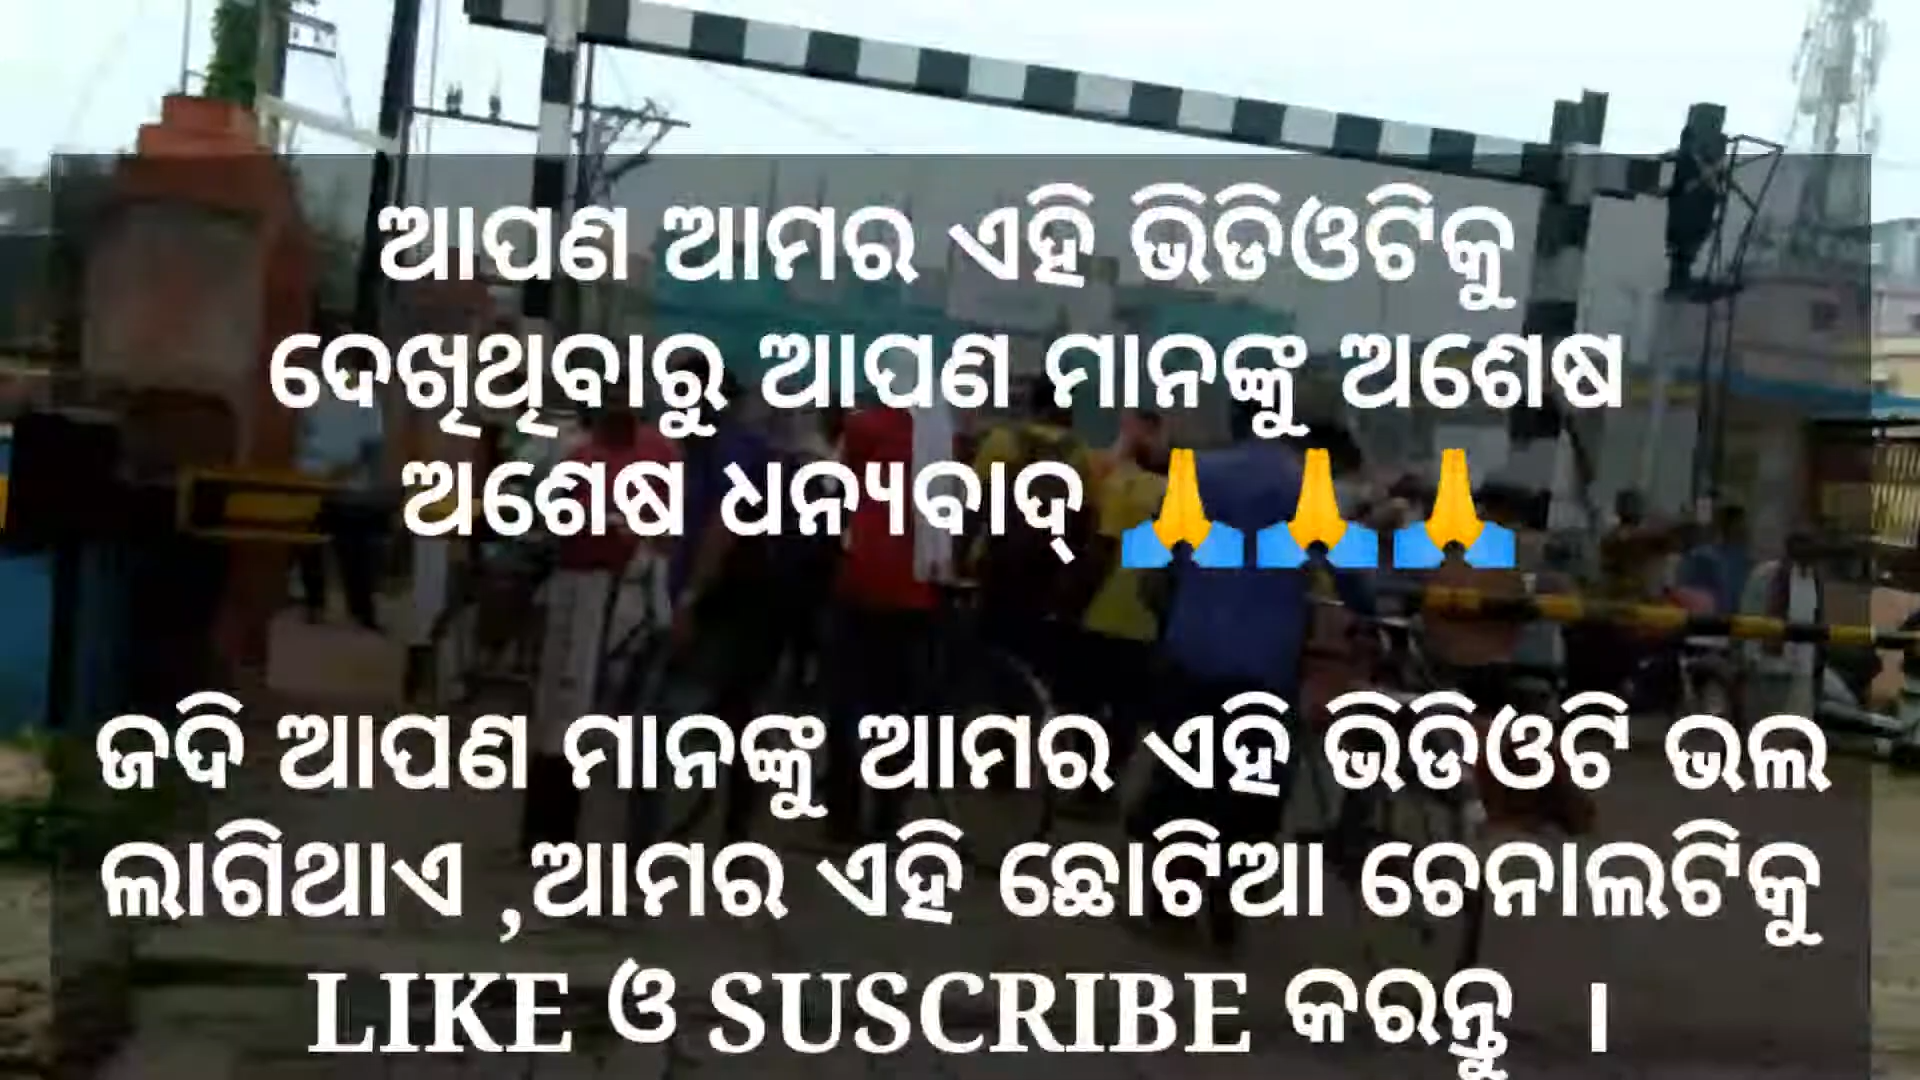 ଆପଣ ଆମର ଏହି ଭିଡିଓଟିକୁ
ଦେଖିଥିବାରୁ ଆପଣ ମାନଙ୍କୁ ଅଶେଷ
ଅଶେଷ ଧନ୍ୟବାଦ୍ 🙏🙏🙏
ଜଦି ଆପଣ ମାନଙ୍କୁ ଆମର ଏହି ଭିଡିଓଟି ଭଲ
ଲାଗିଥାଏ ,ଆମର ଏହି ଛୋଟିଆ ଚେନାଲଟିକୁ
LIKE ଓ SUSCRIBE କରନ୍ତୁ ।